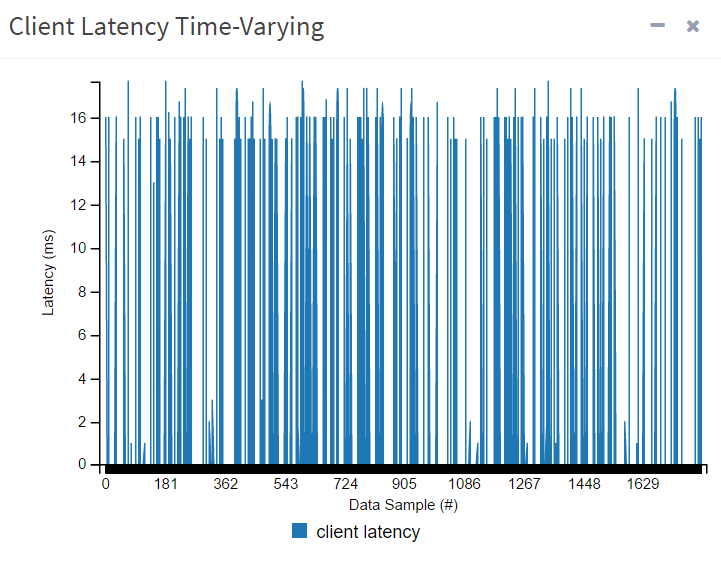 Client Latency Time-Varying
16
14
12
10
8
6
4
2
0
Latency (ms)
0 181 362 543 724 905 1086 1267 1448 1629
Data Sample (#)
client latency